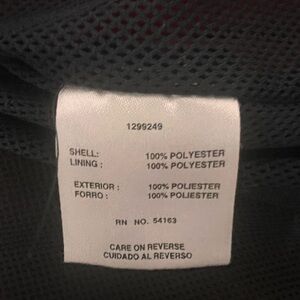 1299249
SHELL: 100% POLYESTER
LINING : 100% POLYESTER
EXTERIOR : 100% POLIESTER
FORRO : 100% POLIESTER
RN NO. 54163
CARE ON REVERSE
CUIDADO AL REVERSO